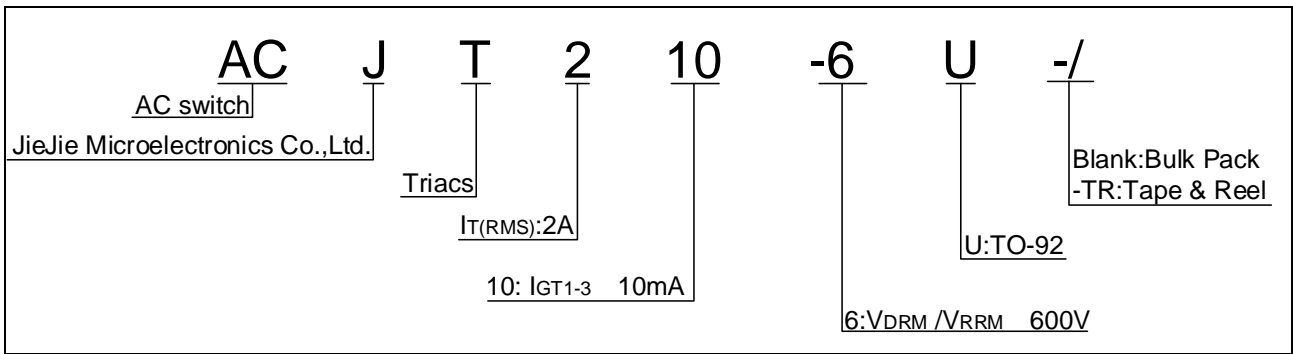 AC J T 2 10 -6 U -/
AC switch
JieJie Microelectronics Co.,Ltd.
Triacs
IT(RMS):2A
10: IGT1-3 10mA
6:VDRM /VRRM 600V
U:TO-92
Blank:Bulk Pack
-TR:Tape & Reel